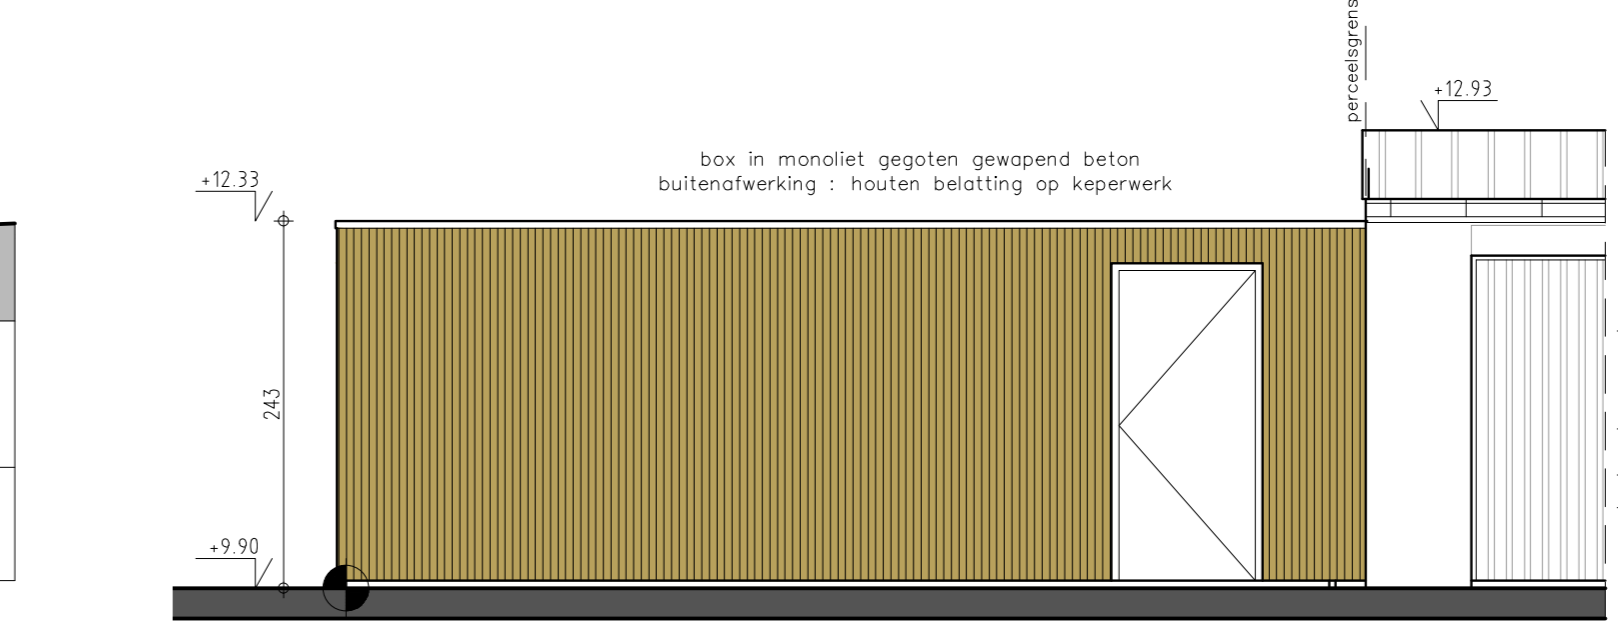 perceelsgrens
+12.93
box in monoliet gegoten gewapend beton
buitenafwerking : houten belatting op keperwerk
+12.33
243
+9.90